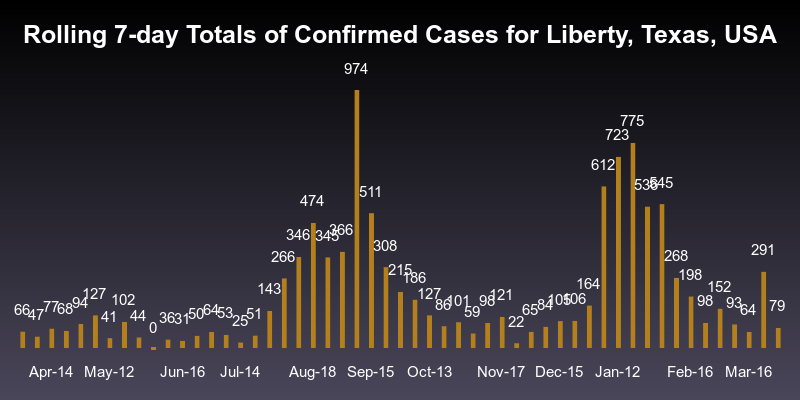 Rolling 7-day Totals of Confirmed Cases for Liberty, Texas, USA
66 47 77 68 94 127 41 102 44 0 36 31 50 64 53 25 51 143 266 346 474 345 366 974 511 308 215 186 127 86 101 59 98 121 22 65 84 105 106 164 612 723 775 536 545 268 198 98 152 93 64 291 79
Apr-14 May-12 Jun-16 Jul-14 Aug-18 Sep-15 Oct-13 Nov-17 Dec-15 Jan-12 Feb-16 Mar-16